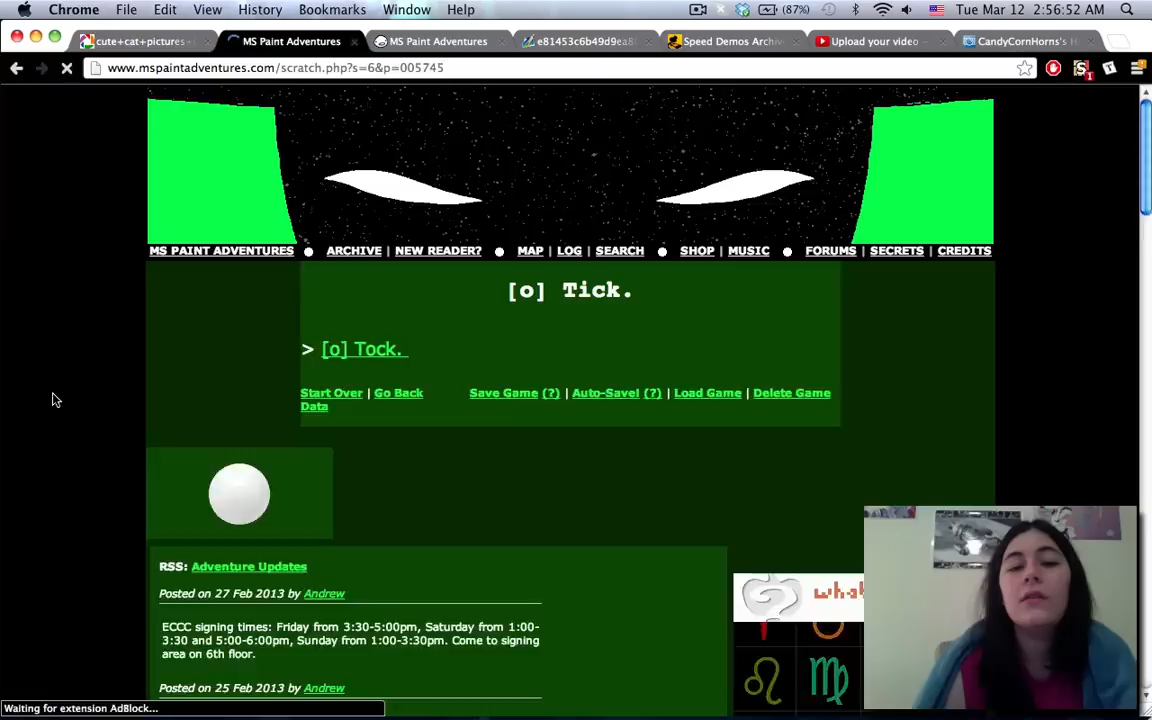 Chrome File Edit View History Bookmarks Window Help (87%) Tue Mar 12 2:56:52 AM
cute+cat+pictures MS Paint Adventures MS Paint Adventures e81453c6b49d9ea8 Speed Demos Archiv Upload your video – CandyCornHorns's H
www.mspaintadventures.com/scratch.php?s=6&p=005745
MS PAINT ADVENTURES ARCHIVE | NEW READER? MAP | LOG | SEARCH SHOP | MUSIC FORUMS | SECRETS | CREDITS
[o] Tick.
> [o] Tock.
Start Over | Go Back Save Game (?) | Auto-Save! (?) | Load Game | Delete Game
Data
RSS: Adventure Updates
Posted on 27 Feb 2013 by Andrew
what
ECCC signing times: Friday from 3:30-5:00pm, Saturday from 1:00-
3:30 and 5:00-6:00pm, Sunday from 1:00-3:30pm. Come to signing
area on 6th floor.
Posted on 25 Feb 2013 by Andrew
Waiting for extension AdBlock...